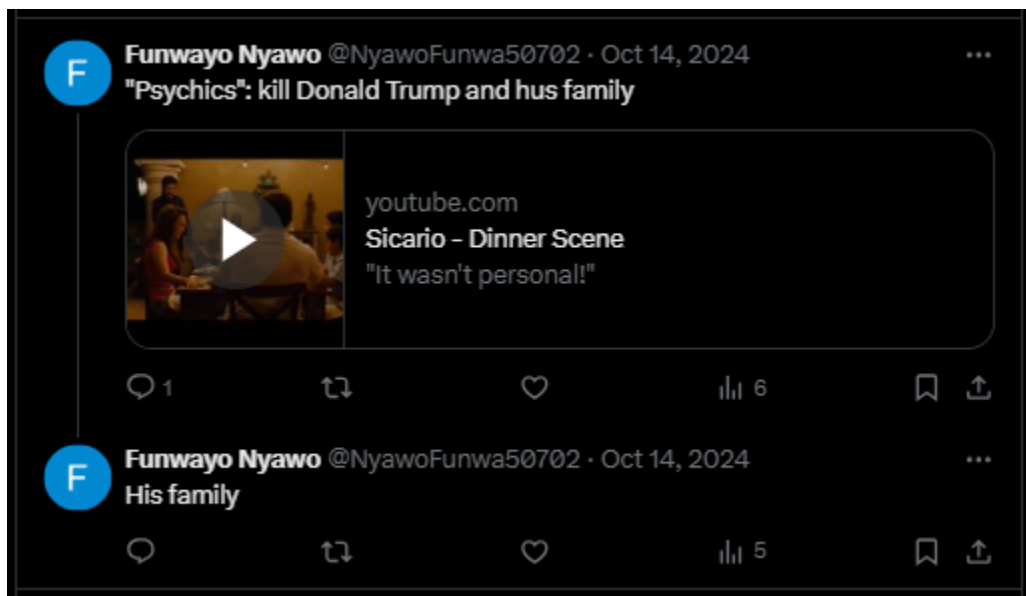 F
Funwayo Nyawo @NyawoFunwa50702 · Oct 14, 2024
"Psychics": kill Donald Trump and hus family
youtube.com
Sicario - Dinner Scene
"It wasn't personal!"
1 6
F
Funwayo Nyawo @NyawoFunwa50702 · Oct 14, 2024
His family
5